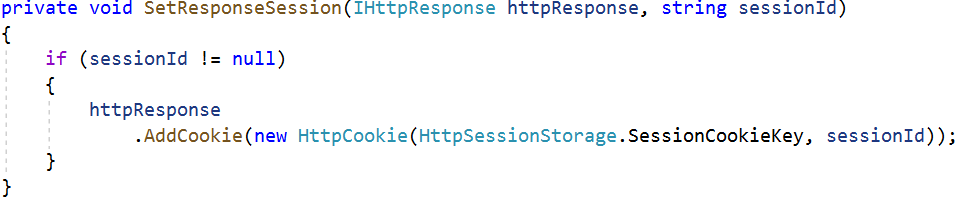 private void SetResponseSession(IHttpResponse httpResponse, string sessionId)
{
    if (sessionId != null)
    {
        httpResponse
            .AddCookie(new HttpCookie(HttpSessionStorage.SessionCookieKey, sessionId));
    }
}